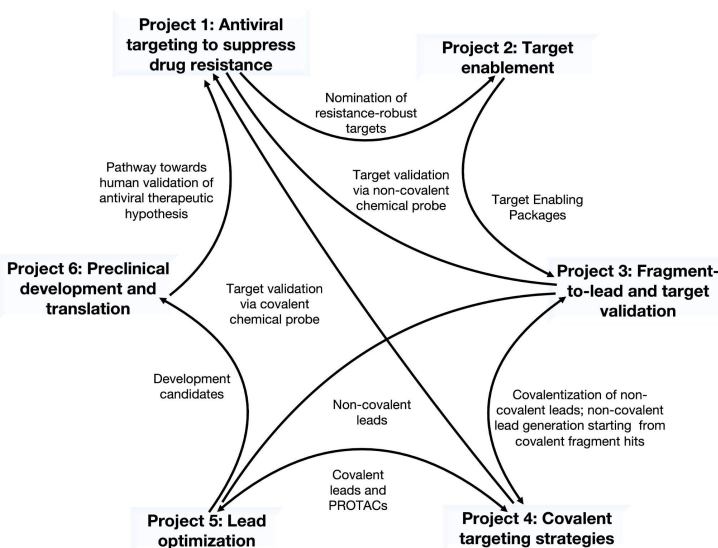 Project 1: Antiviral
targeting to suppress
drug resistance
Project 2: Target
enablement
Nomination of
resistance-robust
targets
Pathway towards
human validation of
antiviral therapeutic
hypothesis
Target validation
via non-covalent
chemical probe
Target Enabling
Packages
Project 6: Preclinical
development and
translation
Target validation
via covalent
chemical probe
Project 3: Fragment-
to-lead and target
validation
Development
candidates
Non-covalent
leads
Covalentization of non-
covalent leads; non-covalent
lead generation starting from
covalent fragment hits
Covalent
leads and
PROTACs
Project 5: Lead
optimization
Project 4: Covalent
targeting strategies